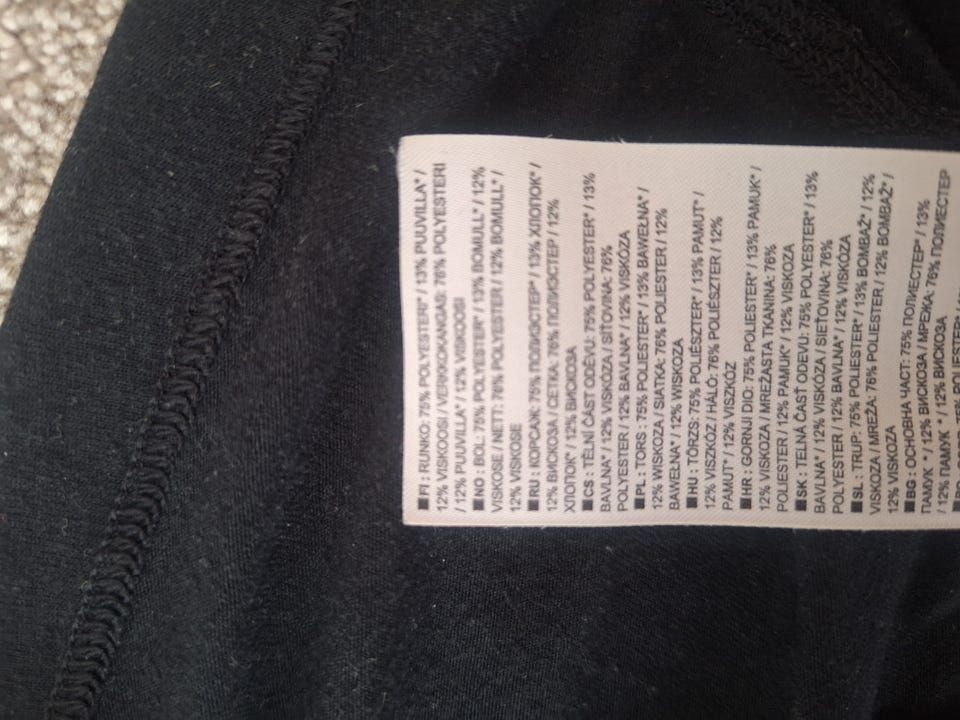 ■FI : RUNKO: 75% POLYESTERI* / 13% PUUVILLA* /
12% VISKOOSI / VERKKOKANGAS: 76% POLYESTERI
/ 12% PUUVILLA* / 12% VISKOOSI
■NO : BOL: 75% POLYESTER* / 13% BOMULL* / 12%
VISKOSE / NETT: 76% POLYESTER / 12% BOMULL* /
12% VISKOSE
■RU : КОРСАЖ: 75% ПОЛИЭСТЕР* / 13% ХЛОПОК* /
12% ВИСКОЗА / СЕТКА: 76% ПОЛИЭСТЕР / 12%
ХЛОПОК* / 12% ВИСКОЗА
■CS : TĚLNÍ ČÁST ODĚVU: 75% POLYESTER* / 13%
BAVLNA* / 12% VISKÓZA / SÍŤOVINA: 76%
POLYESTER / 12% BAVLNA* / 12% VISKÓZA
■PL : TORS : 75% POLIESTER* / 13% BAWEŁNA* /
12% WISKOZA / SIATKA: 76% POLIESTER / 12%
BAWEŁNA* / 12% WISKOZA
■HU : TÖRZS: 75% POLIÉSZTER* / 13% PAMUT* /
12% VISZKÓZ / HÁLÓ: 76% POLIÉSZTER / 12%
PAMUT* / 12% VISZKÓZ
■HR : GORNJI DIO: 75% POLIESTER* / 13% PAMUK* /
12% VISKOZA / MREŽASTA TKANINA: 76%
POLIESTER / 12% PAMUK* / 12% VISKOZA
■SK : TELNÁ ČASŤ ODEVU: 75% POLYESTER* / 13%
BAVLNA* / 12% VISKÓZA / SIEŤOVINA: 76%
POLYESTER / 12% BAVLNA* / 12% VISKÓZA
■SL : TRUP: 75% POLIESTER* / 13% BOMBAŽ* / 12%
VISKOZA / MREŽA: 76% POLIESTER / 12% BOMBAŽ* /
12% VISKOZA
■BG : ОСНОВНА ЧАСТ: 75% ПОЛИЕСТЕР* / 13%
ПАМУК * / 12% ВИСКОЗА / МРЕЖА: 76% ПОЛИЕСТЕР
/ 12% ПАМУК * / 12% ВИСКОЗА